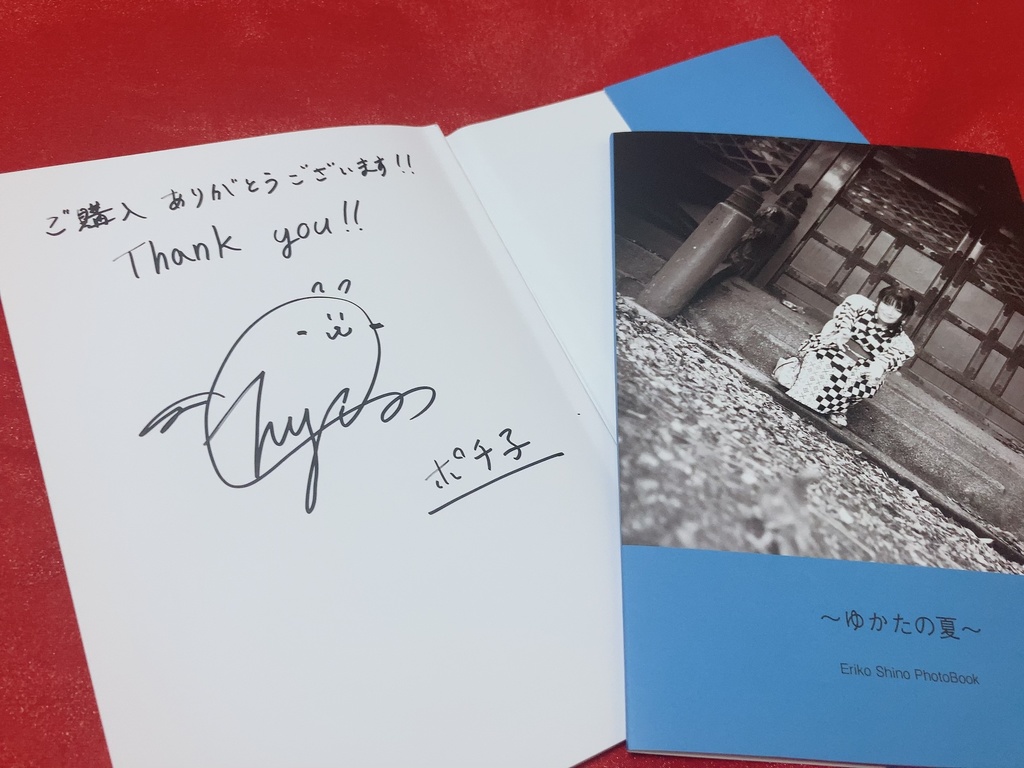 ご購入 ありがとうございます!!
Thank you!!
ポチ子
～ゆかたの夏～
Eriko Shino PhotoBook